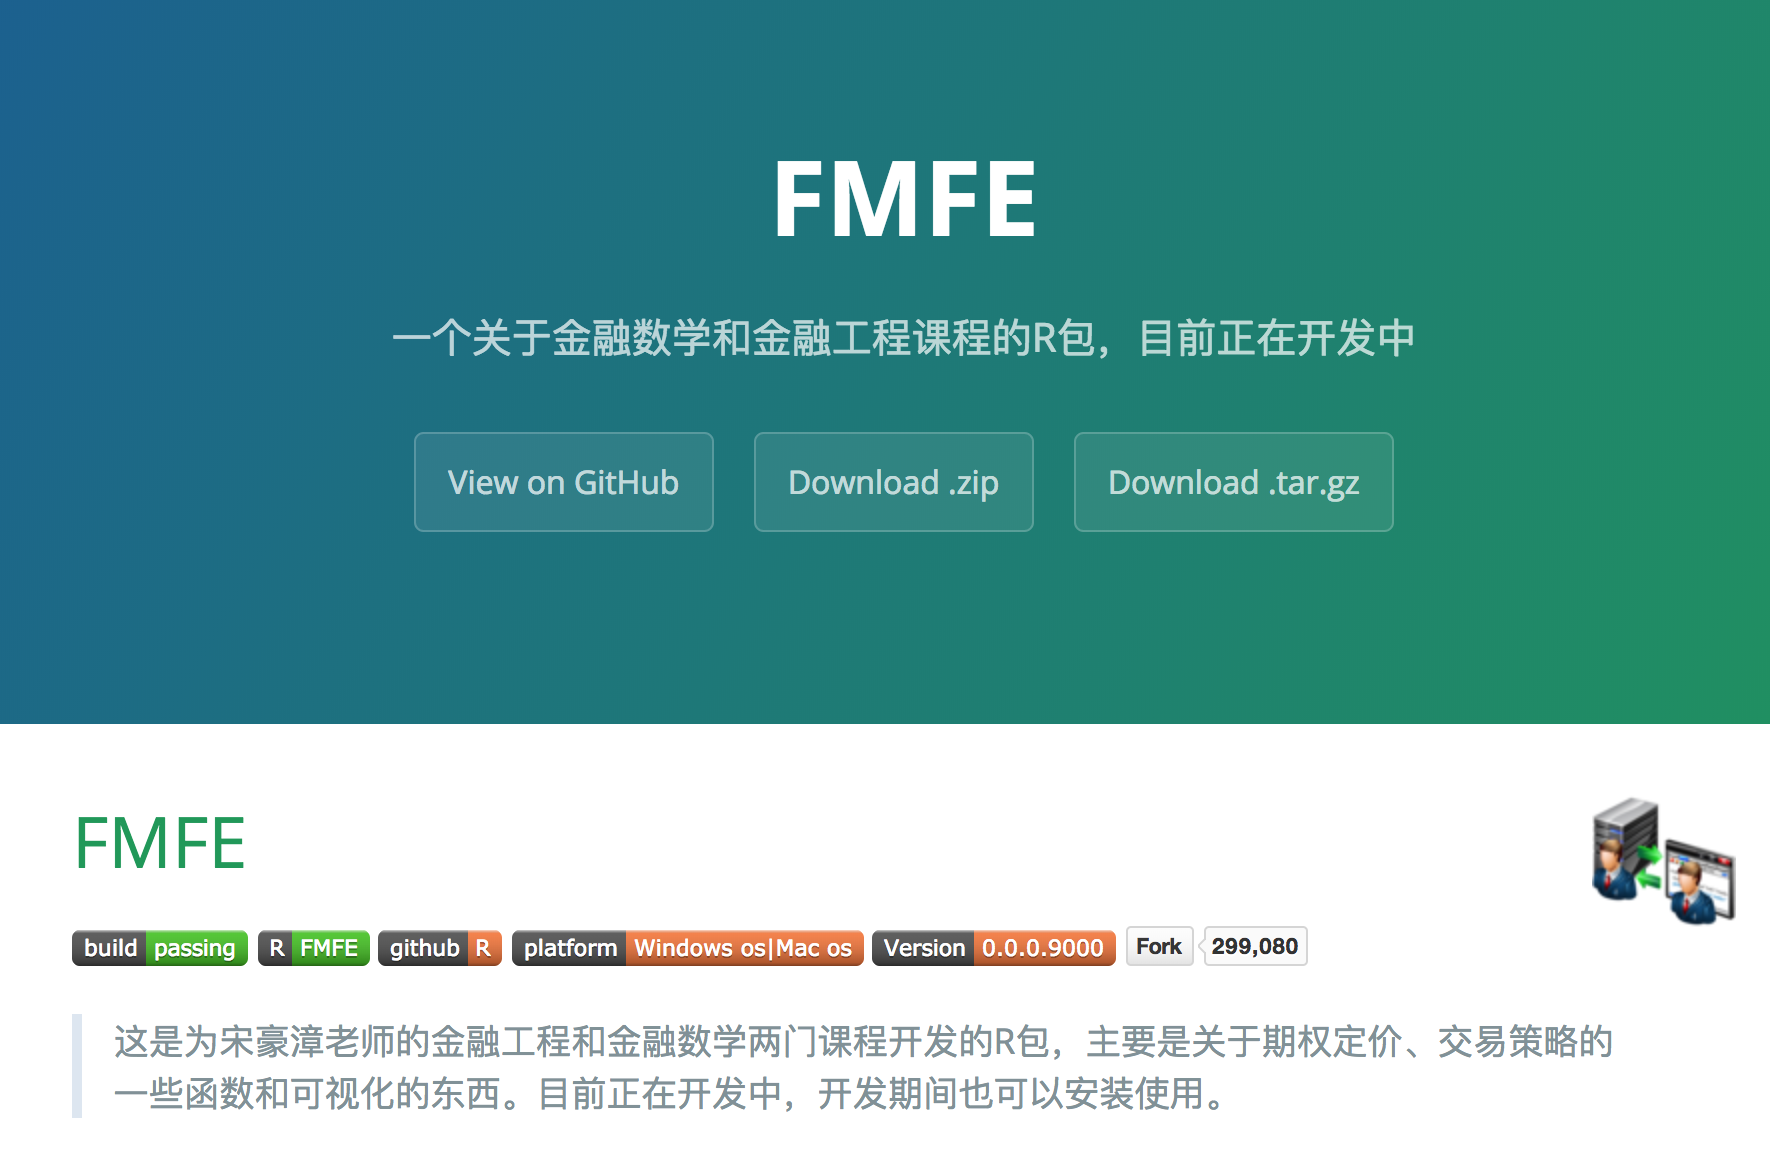 FMFE
一个关于金融数学和金融工程课程的R包，目前正在开发中
View on GitHub
Download .zip
Download .tar.gz
FMFE
build passing
R FMFE
github R
platform Windows os|Mac os
Version 0.0.0.9000
Fork 299,080
这是为宋豪漳老师的金融工程和金融数学两门课程开发的R包，主要是关于期权定价、交易策略的
一些函数和可视化的东西。目前正在开发中，开发期间也可以安装使用。